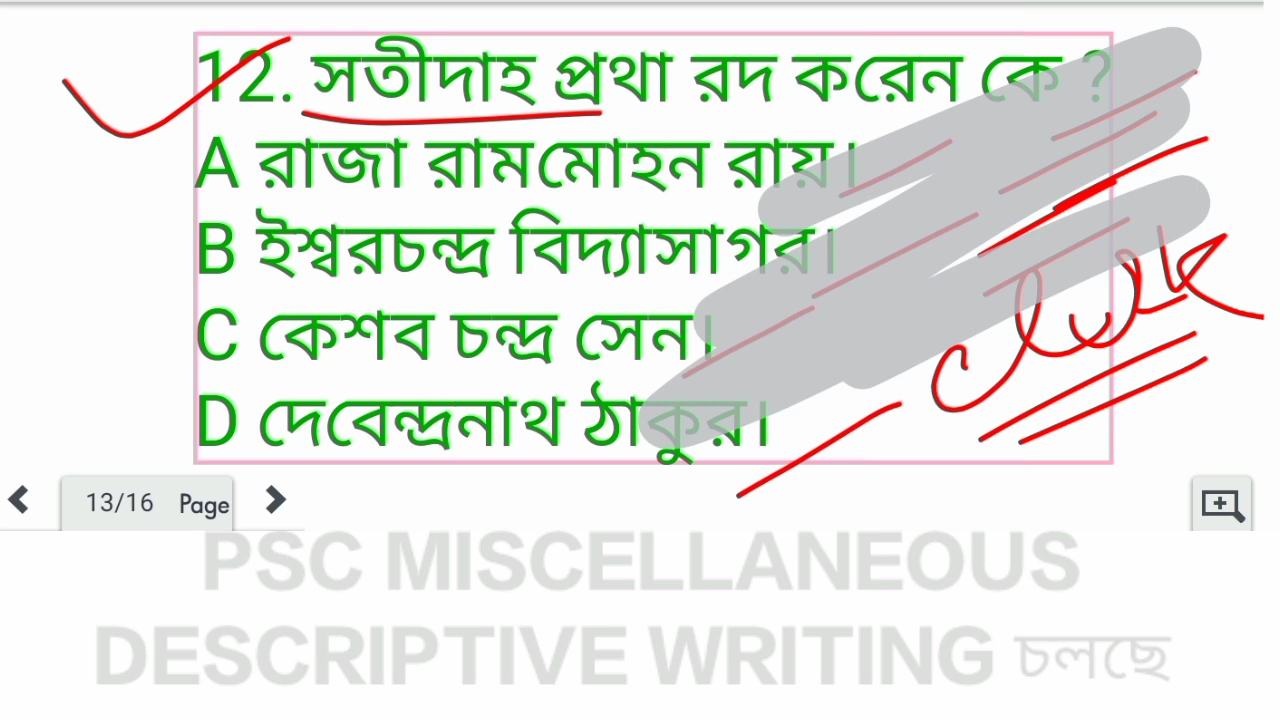 12. সতীদাহ প্রথা রদ করেন কে ?
A রাজা রামমোহন রায়।
B ইশ্বরচন্দ্র বিদ্যাসাগর।
C কেশব চন্দ্র সেন।
D দেবেন্দ্রনাথ ঠাকুর।
13/16 Page
PSC MISCELLANEOUS
DESCRIPTIVE WRITING চলছে